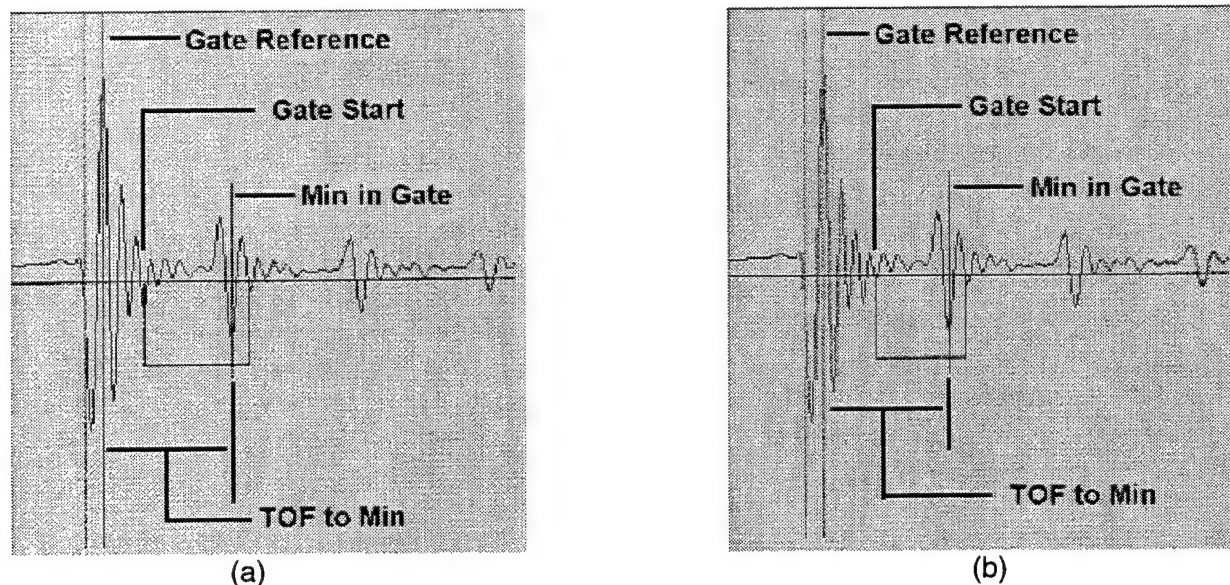 Gate Reference
Gate Start
Min in Gate
TOF to Min
(a)
Gate Reference
Gate Start
Min in Gate
TOF to Min
(b)